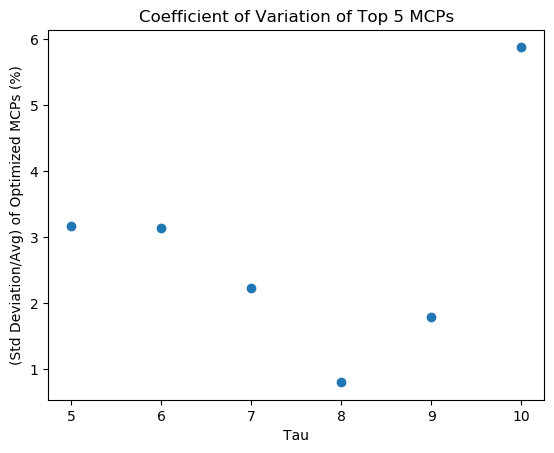 Coefficient of Variation of Top 5 MCPs
(Std Deviation/Avg) of Optimized MCPs (%)
6
5
4
3
2
1
5 6 7 8 9 10
Tau